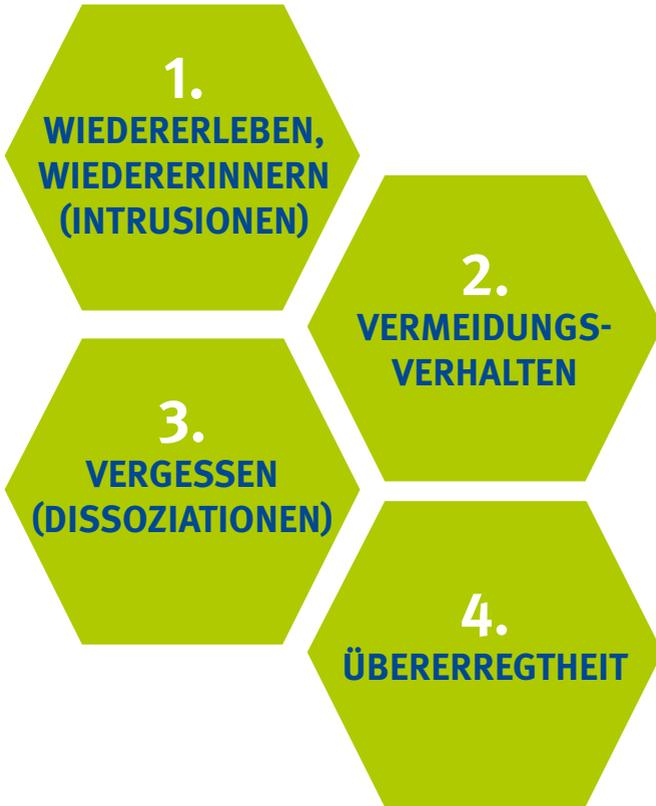 1.
WIEDERERLEBEN,
WIEDERERINNERN
(INTRUSIONEN)
2.
VERMEIDUNGS-
VERHALTEN
3.
VERGESSEN
(DISSOZIATIONEN)
4.
ÜBERERREGTHEIT